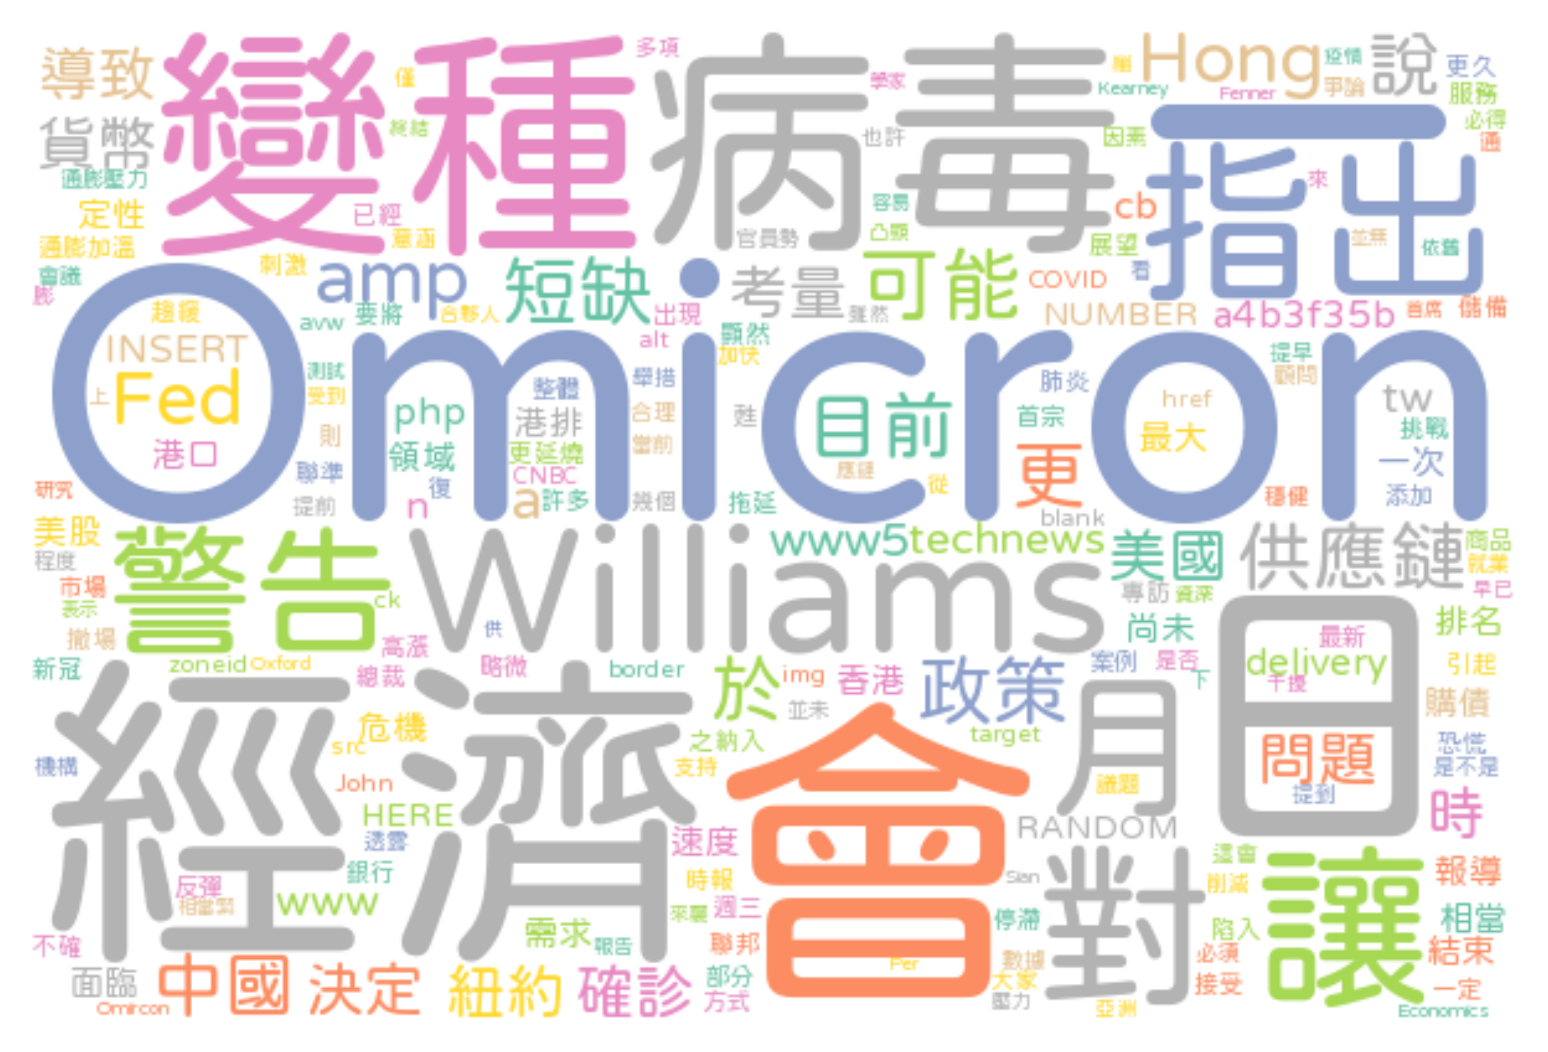 導致
變種
病毒
多項
僅
終結
Hong
疫情
Kearney
Fenner
爭論
說
更久
服務
必得
通
學家
貨幣
通膨壓力
定性
通膨加溫
會議
膨
已經
意涵
也許
官員勢
容易
凸顯
因素
cb
展望
指出
來
並無
依舊
刺激
amp
短缺
考量
雖然
可能
COVID
看
NUMBER
a4b3f35b
首席
儲備
Omicron
趨緩
INSERT
上
Fed
港口
avw
要將
合夥人
出現
alt
顯然
加快
測試
受到
則
聯準
提前
php
領域
復
n
整體
港排
更延燒
CNBC
a
許多
舉措
合理
當前
幾個
甦
拖延
目前
應鏈
從
肺炎
首宗
更
blank
提早
顧問
href
最大
tw
挑戰
一次
添加
穩健
研究
美股
程度
市場
表示
撤場
新冠
警告
ck
Williams
供
www5
technews
美國
供應鏈
商品
就業
早已
專訪
資深
尚未
排名
引起
zoneid
Oxford
高漲
總裁
略微
border
於
img
香港
並未
政策
案例
是否
下
delivery
最新
干擾
日
問題
提到
購債
恐慌
是不是
時
機構
經濟
危機
src
John
HERE
透露
銀行
www
反彈
相當緊
之納入
支持
target
會
月
議題
RANDOM
速度
時報
來襲
週三
聯邦
需求
報告
部分
方式
Per
Sian
停滯
數據
大家
壓力
對
亞洲
還會
削減
陷入
必須
接受
讓
報導
相當
結束
一定
Economics
不確
面臨
Omircon
中國
決定
紐約
確診